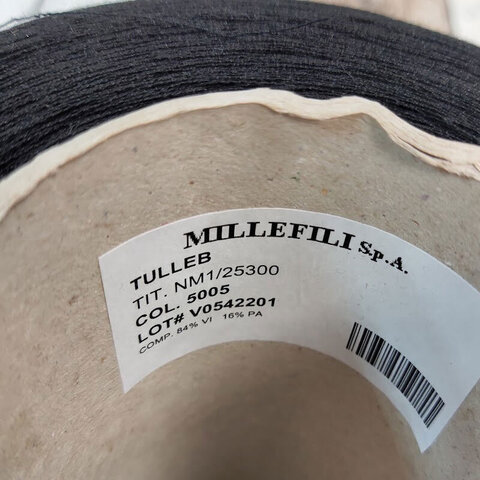 MILLEFILI S.p.A.
TULLEB
TIT. NM1/25300
COL. 5005
LOT# V0542201
COMP. 84% VI 16% PA